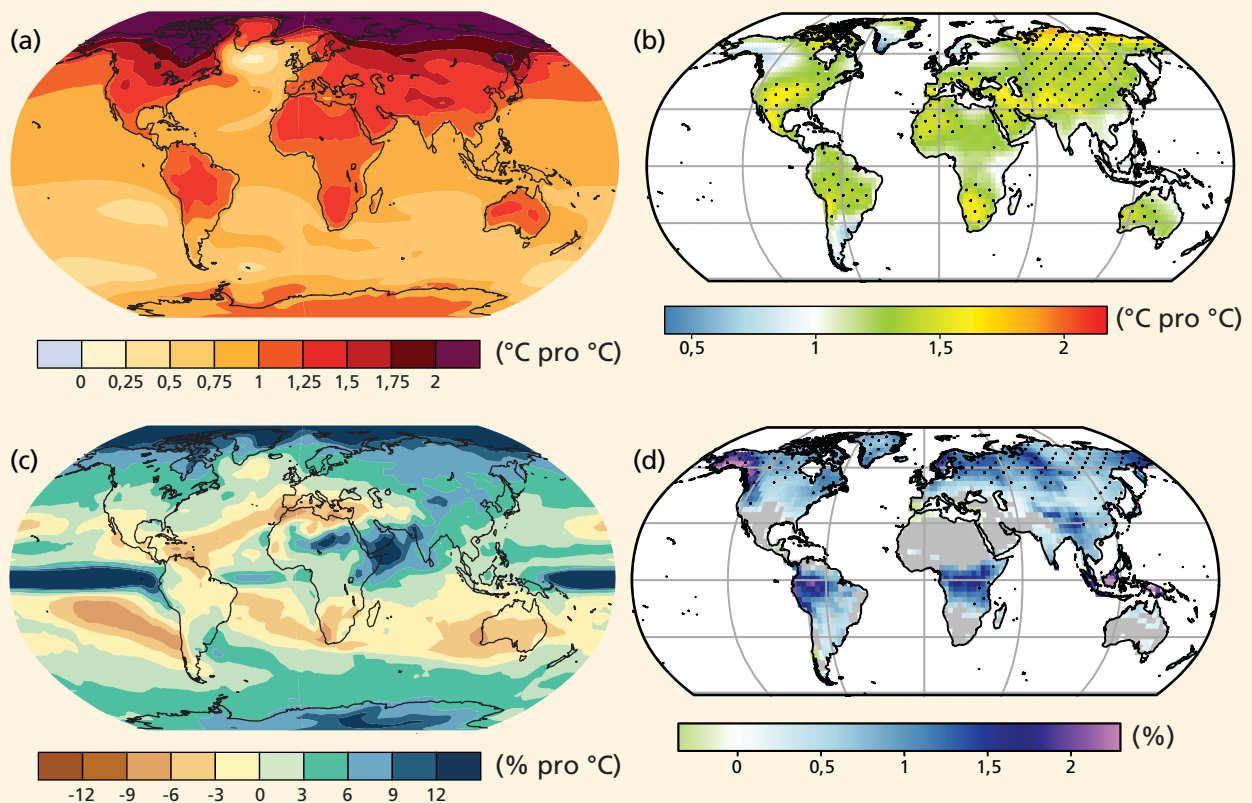 (a)
(b)
(°C pro °C)
0 0,25 0,5 0,75 1 1,25 1,5 1,75 2
(°C pro °C)
0,5 1 1,5 2
(c)
(d)
(% pro °C)
-12 -9 -6 -3 0 3 6 9 12
(%)
0 0,5 1 1,5 2